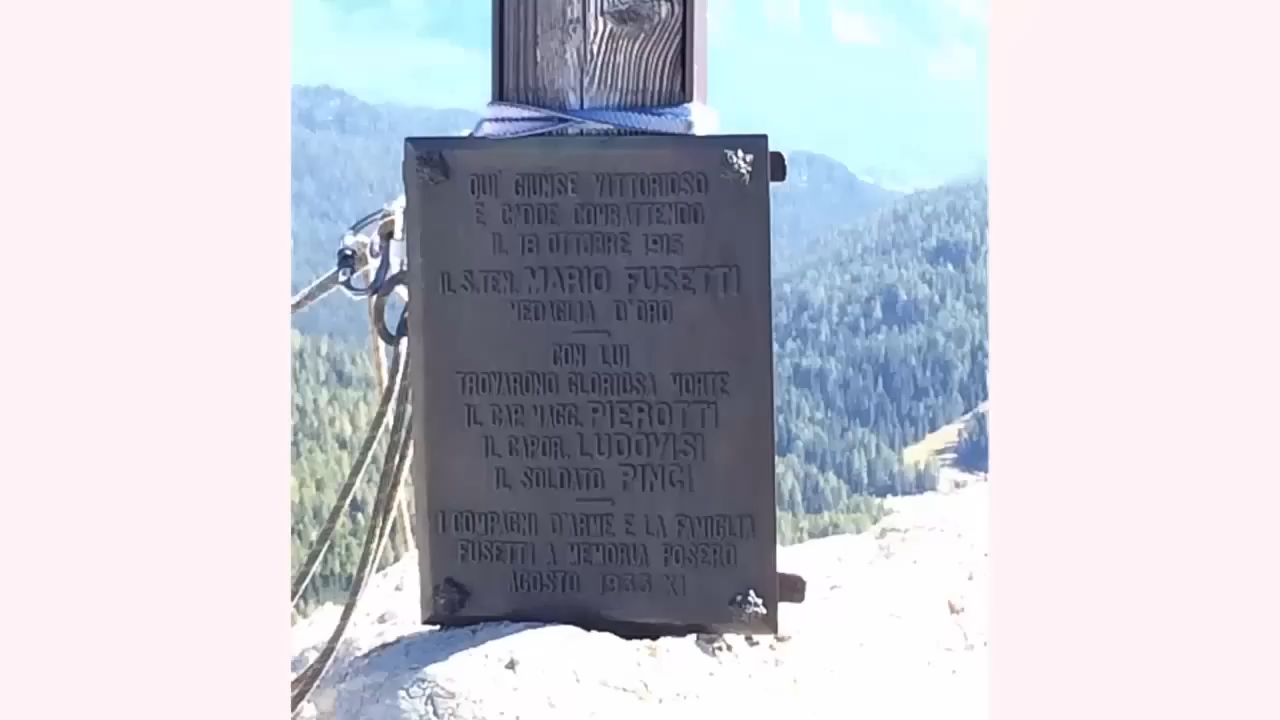 QUI GIUNSE VITTORIOSO
E CADDE COMBATTENDO
IL 18 OTTOBRE 1915
IL S.TEN. MARIO FUSETTI
MEDAGLIA D'ORO
CON LUI
TROVARONO GLORIOSA MORTE
IL CAP. MAGG. PIEROTTI
IL CAPOR. LUDOVISI
IL SOLDATO PINCI
I COMPAGNI D'ARME E LA FAMIGLIA
FUSETTI A MEMORIA POSERO
AGOSTO 1933 XI